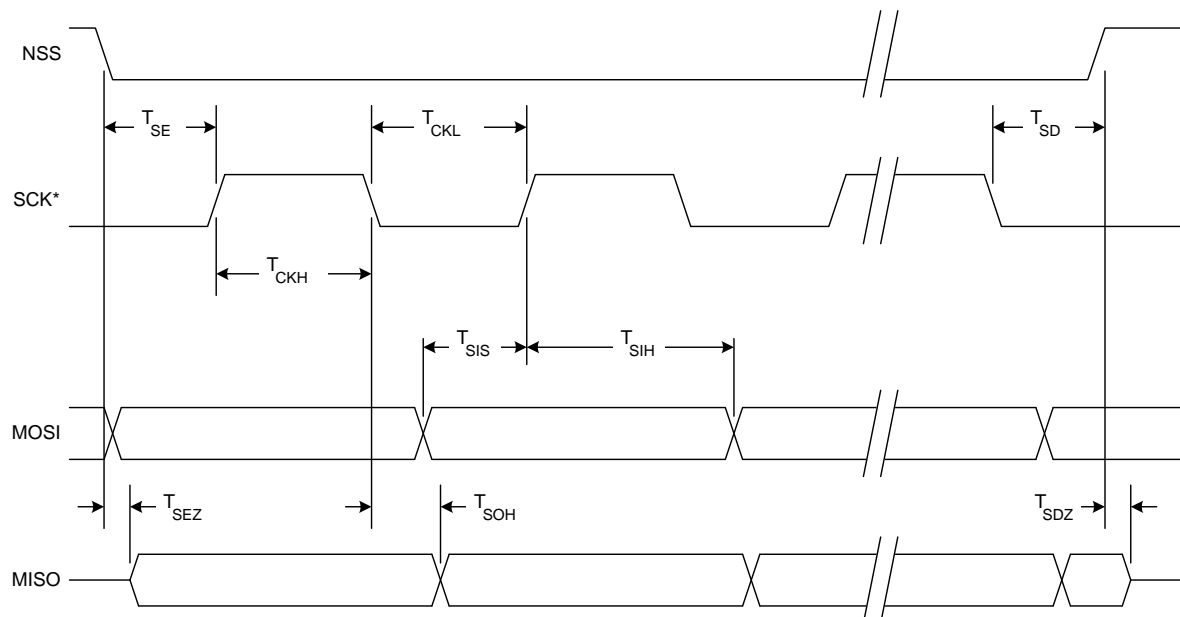 NSS
T_SE
T_CKL
T_SD
SCK*
T_CKH
T_SIS
T_SIH
MOSI
T_SEZ
T_SOH
T_SDZ
MISO